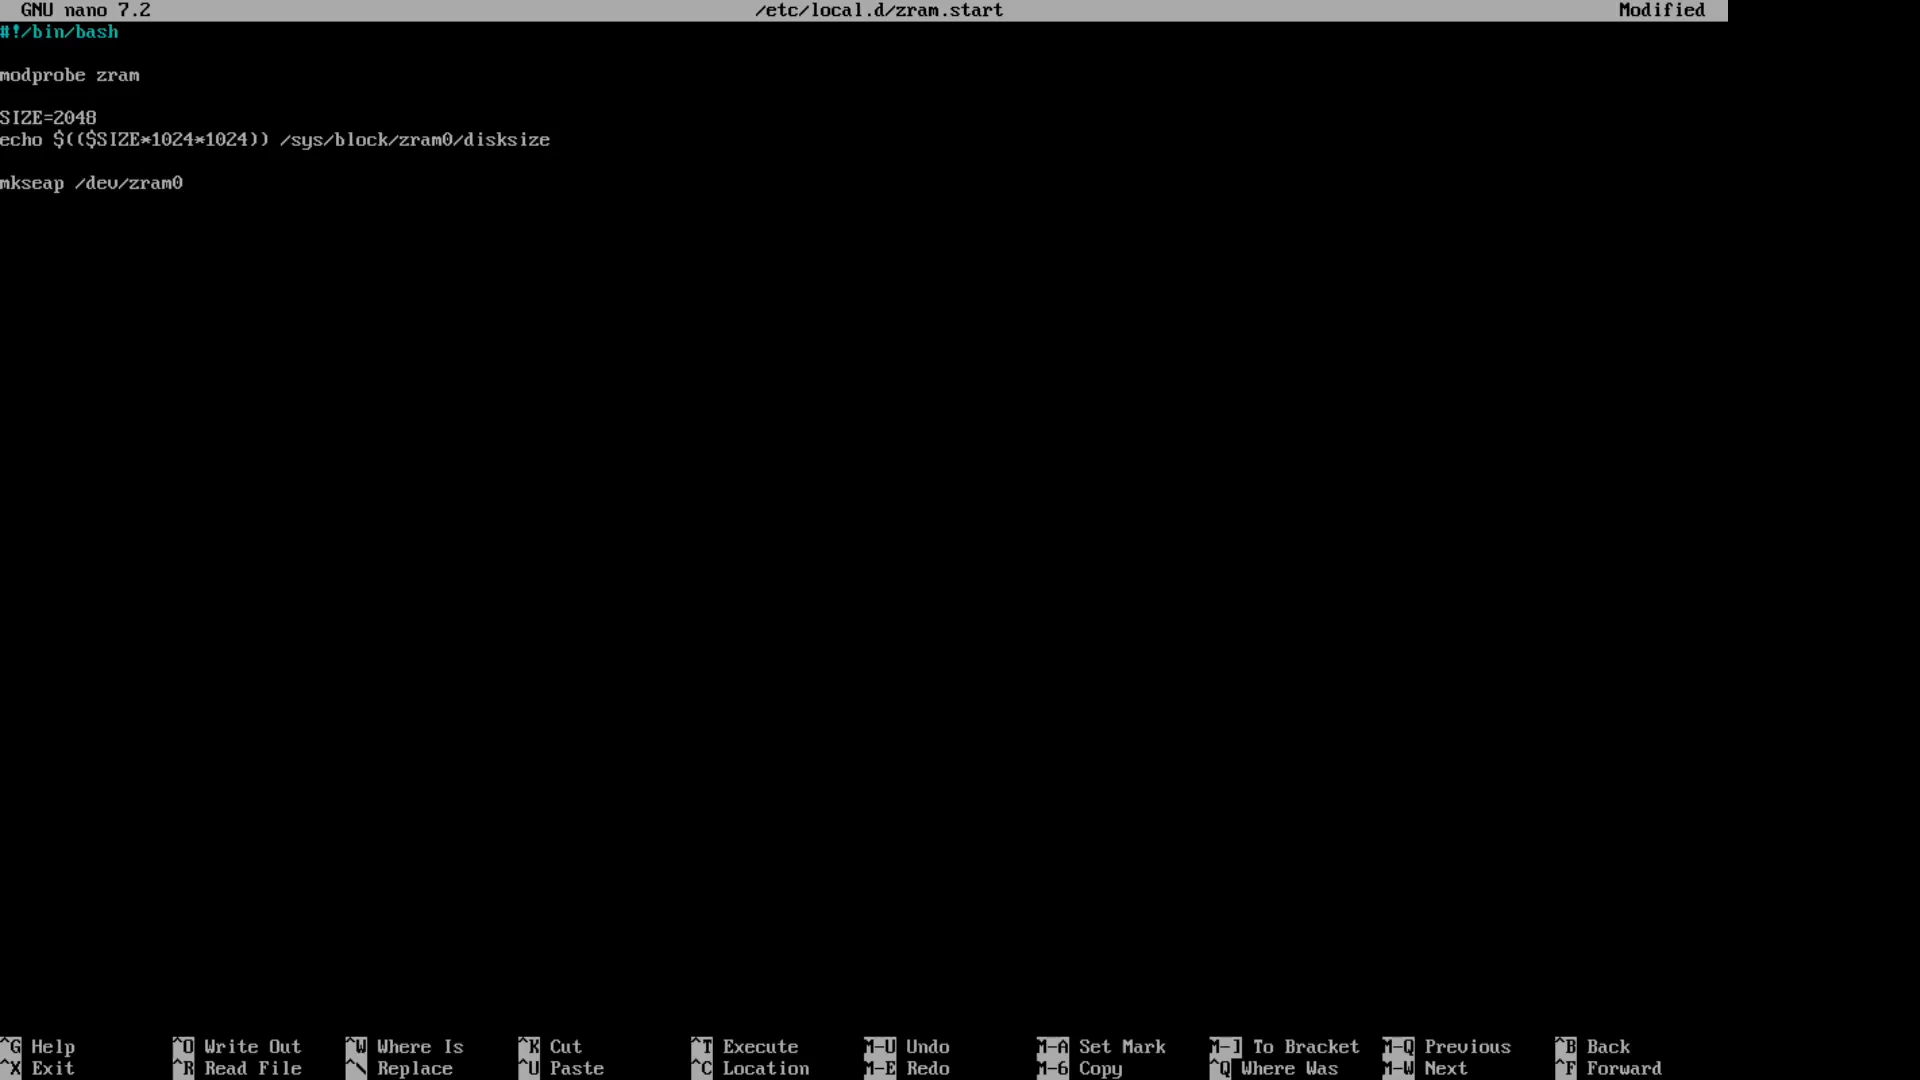 GNU nano 7.2 /etc/local.d/zram.start Modified
#!/bin/bash
modprobe zram
SIZE=2048
echo $(($SIZE*1024*1024)) /sys/block/zram0/disksize
mkseap /dev/zram0
^G Help ^O Write Out ^W Where Is ^K Cut ^T Execute M-U Undo M-A Set Mark M-] To Bracket M-Q Previous ^B Back
^X Exit ^R Read File ^\ Replace ^U Paste ^C Location M-E Redo M-6 Copy ^Q Where Was M-W Next ^F Forward